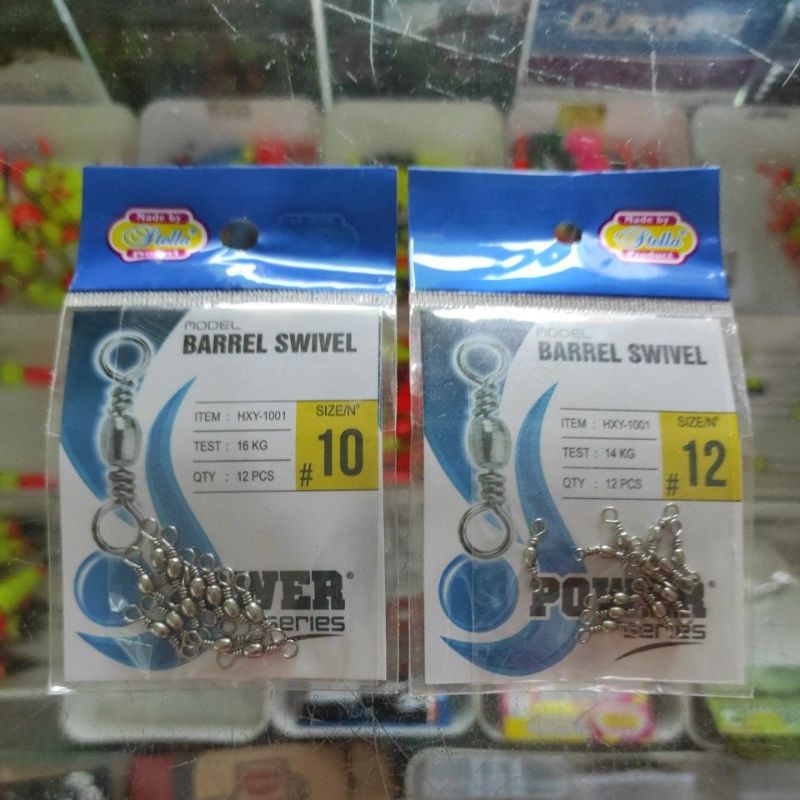 Made by
Stella
Product
MODEL
BARREL SWIVEL
ITEM : HXY-1001
TEST : 16 KG
QTY : 12 PCS
SIZE/N°
#10
POWER®
series
Made by
Stella
Product
MODEL
BARREL SWIVEL
ITEM : HXY-1001
TEST : 14 KG
QTY : 12 PCS
SIZE/N°
#12
POWER®
series